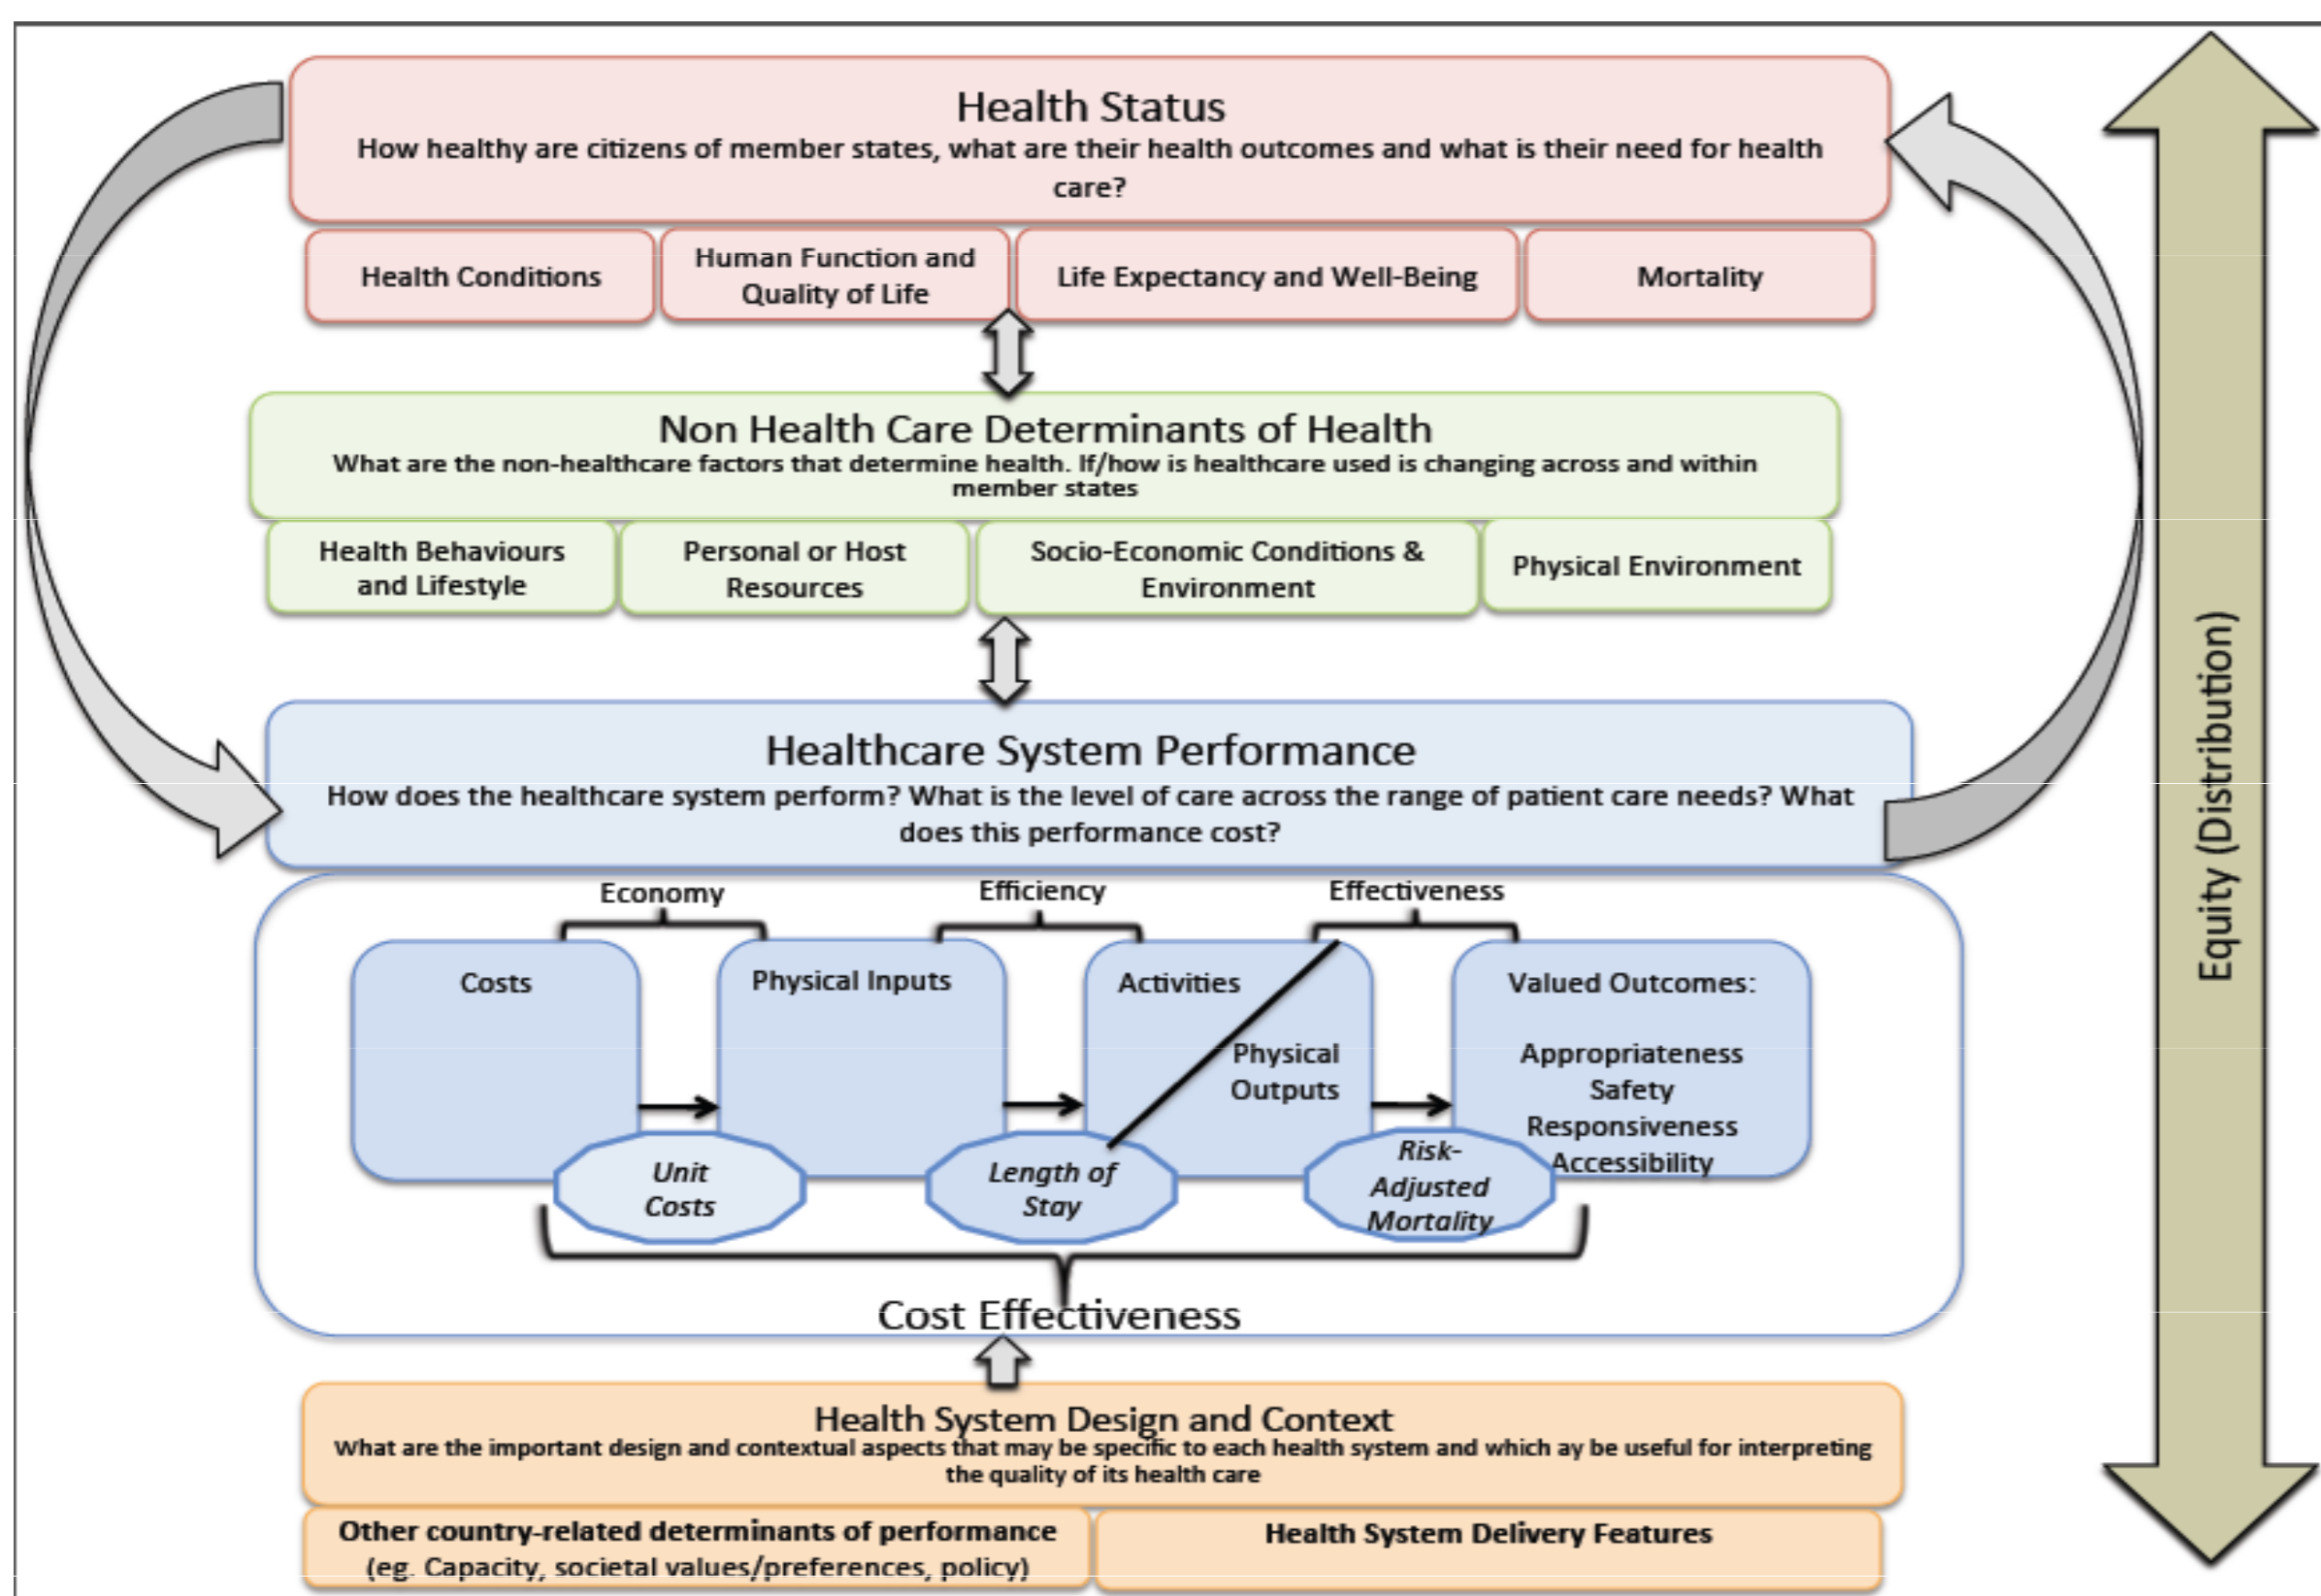 Health Status
How healthy are citizens of member states, what are their health outcomes and what is their need for health
care?
Health Conditions
Human Function and
Quality of Life
Life Expectancy and Well-Being
Mortality
Non Health Care Determinants of Health
What are the non-healthcare factors that determine health. If/how is healthcare used is changing across and within
member states
Health Behaviours
and Lifestyle
Personal or Host
Resources
Socio-Economic Conditions &
Environment
Physical Environment
Healthcare System Performance
How does the healthcare system perform? What is the level of care across the range of patient care needs? What
does this performance cost?
Economy
Efficiency
Effectiveness
Costs
Physical Inputs
Activities
Physical
Outputs
Valued Outcomes:
Appropriateness
Safety
Responsiveness
Accessibility
Unit
Costs
Length of
Stay
Risk-
Adjusted
Mortality
Cost Effectiveness
Health System Design and Context
What are the important design and contextual aspects that may be specific to each health system and which ay be useful for interpreting
the quality of its health care
Other country-related determinants of performance
(eg. Capacity, societal values/preferences, policy)
Health System Delivery Features
Equity (Distribution)